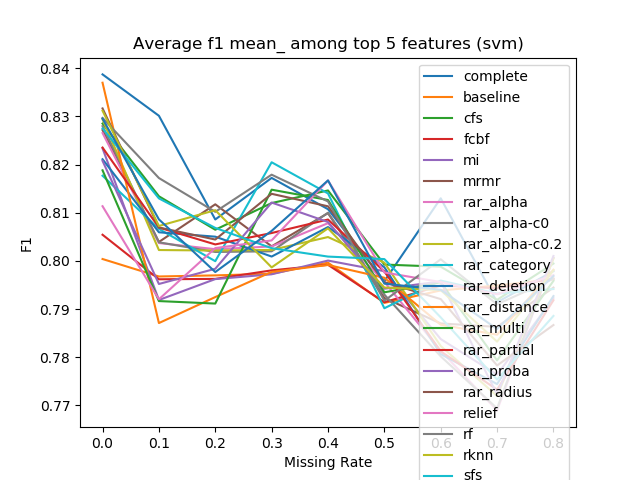 Average f1 mean_ among top 5 features (svm)
F1
0.84
0.83
0.82
0.81
0.80
0.79
0.78
0.77
0.0 0.1 0.2 0.3 0.4 0.5 0.6 0.7 0.8
Missing Rate
complete
baseline
cfs
fcbf
mi
mrmr
rar_alpha
rar_alpha-c0
rar_alpha-c0.2
rar_category
rar_deletion
rar_distance
rar_multi
rar_partial
rar_proba
rar_radius
relief
rf
rknn
sfs